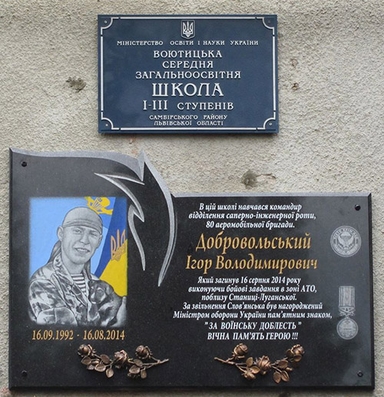 МІНІСТЕРСТВО ОСВІТИ І НАУКИ УКРАЇНИ
ВОЮТИЦЬКА
СЕРЕДНЯ
ЗАГАЛЬНООСВІТНЯ
ШКОЛА
І-ІІІ СТУПЕНІВ
САМБІРСЬКОГО РАЙОНУ
ЛЬВІВСЬКОЇ ОБЛАСТІ
В цій школі навчався командир
відділення саперно-інженерної роти,
80 аеромобільної бригади.
Добровольський
Ігор Володимирович
Який загинув 16 серпня 2014 року
виконуючи бойові завдання в зоні АТО,
поблизу Станиці-Луганської.
За звільнення Слов'янська був нагороджений
Міністром оборони України пам'ятним знаком,
"ЗА ВОЇНСЬКУ ДОБЛЕСТЬ"
ВІЧНА ПАМ'ЯТЬ ГЕРОЮ !!!
16.09.1992 - 16.08.2014